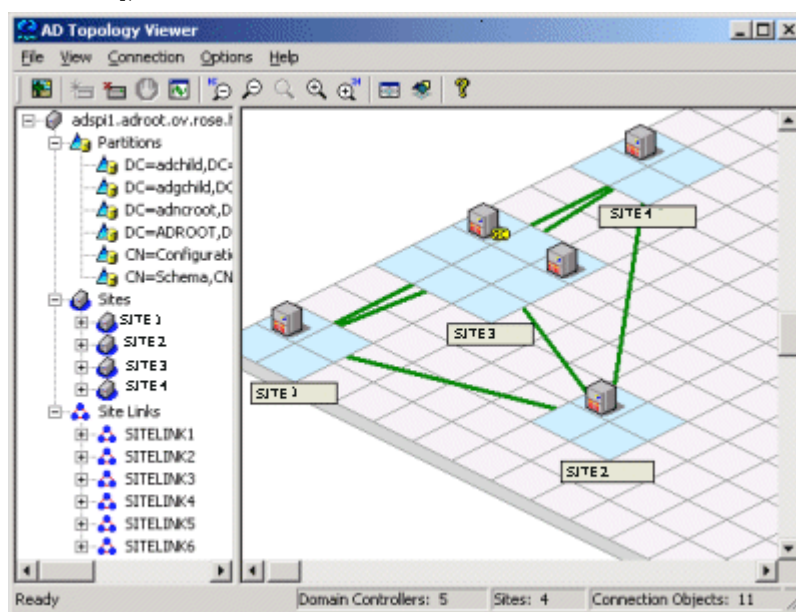 AD Topology Viewer
File View Connection Options Help
adspi1.adroot.ov.rose.h
Partitions
DC=adchild,DC=
DC=adgchild,DC
DC=adncroot,D
DC=ADROOT,D
CN=Configurati
CN=Schema,CN
Sites
SITE 1
SITE 2
SITE 3
SITE 4
Site Links
SITELINK1
SITELINK2
SITELINK3
SITELINK4
SITELINK5
SITELINK6
SITE 4
SITE 3
SITE 1
SITE 2
Ready
Domain Controllers: 5
Sites: 4
Connection Objects: 11